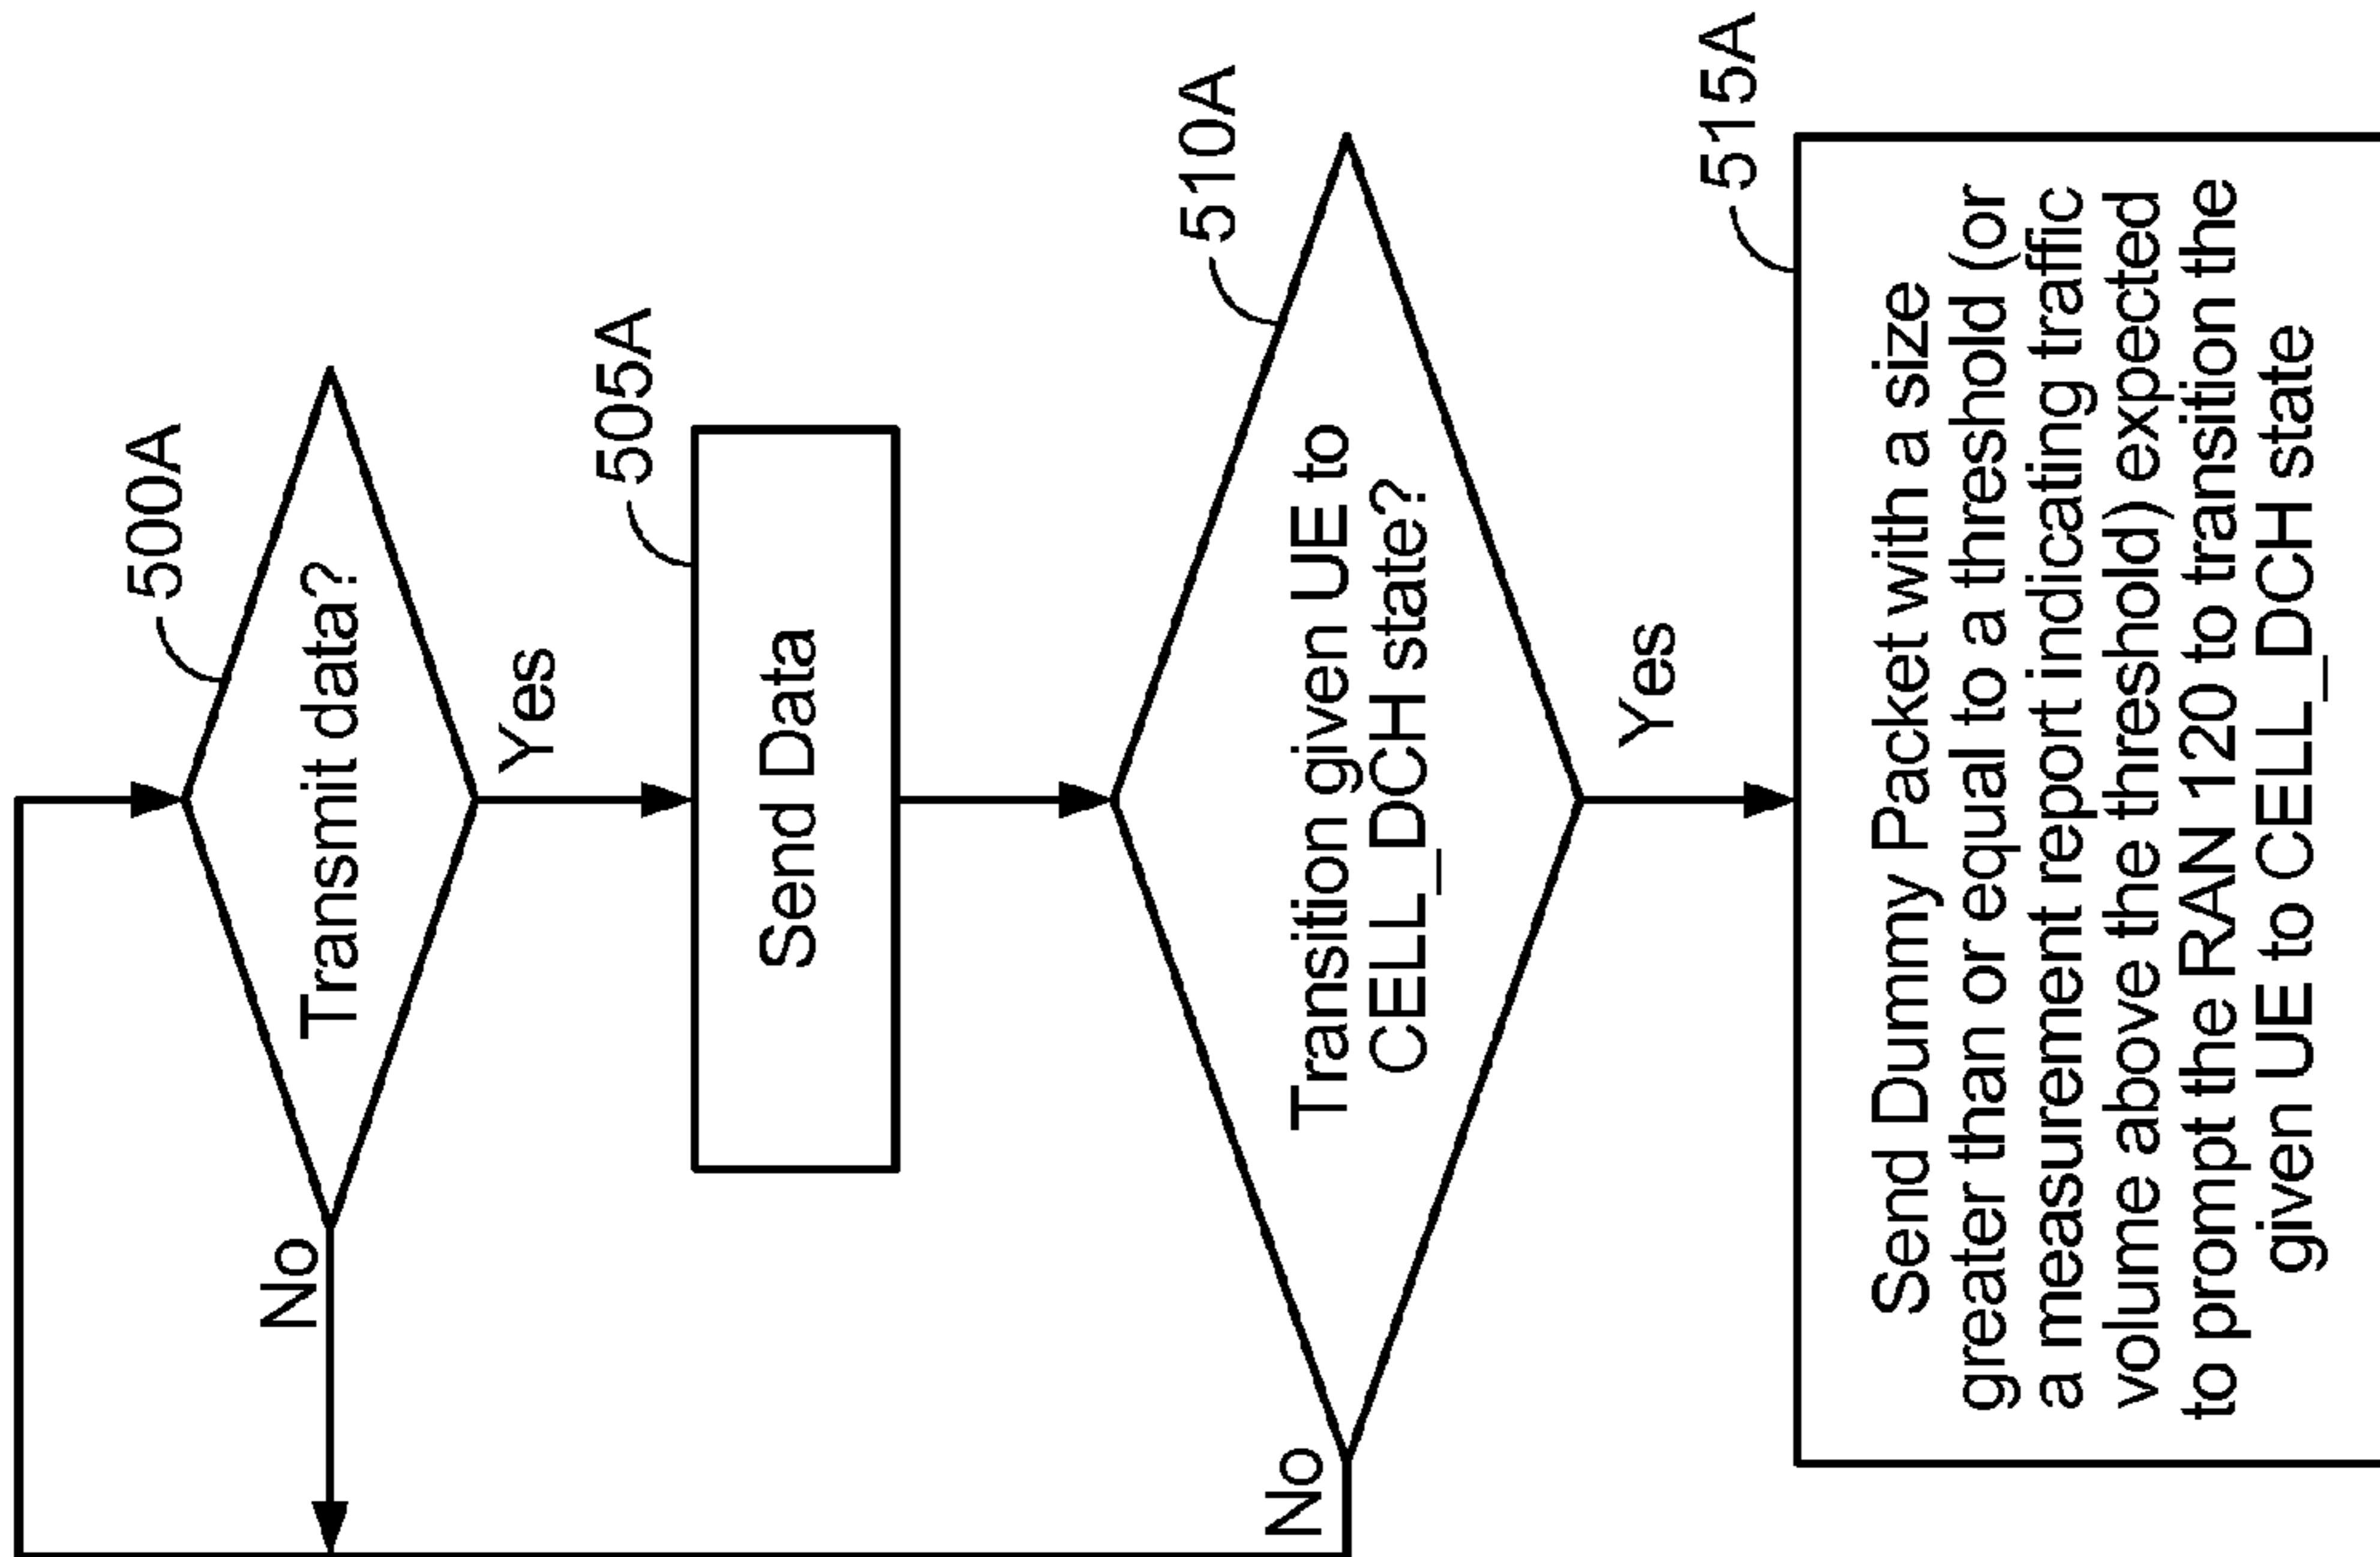 500A
Transmit data?
No
Yes
505A
Send Data
510A
Transition given UE to
CELL_DCH state?
No
Yes
515A
Send Dummy Packet with a size
greater than or equal to a threshold (or
a measurement report indicating traffic
volume above the threshold) expected
to prompt the RAN 120 to transition the
given UE to CELL_DCH state